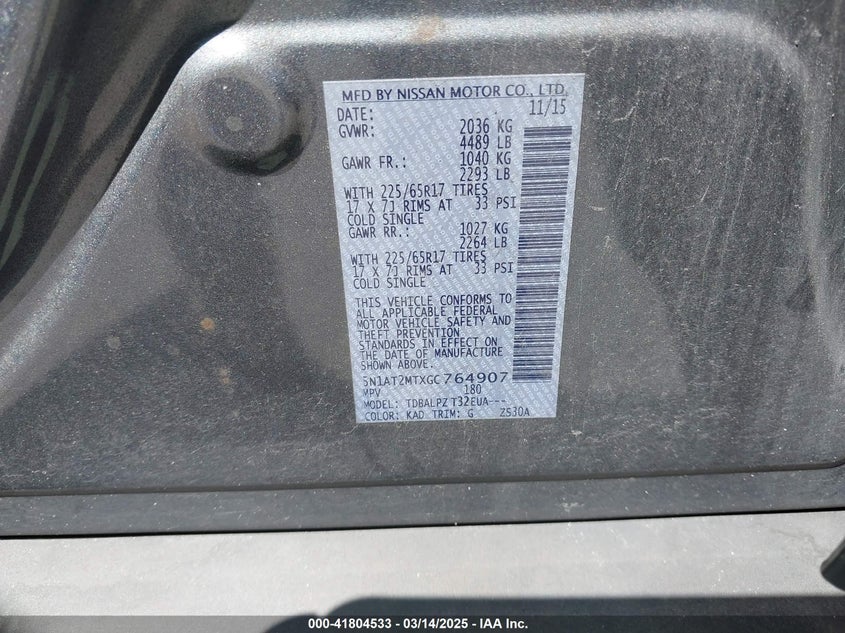 MFD BY NISSAN MOTOR CO., LTD.
DATE: 11/15
GVWR: 2036 KG
4489 LB
GAWR FR.: 1040 KG
2293 LB
WITH 225/65R17 TIRES
17 X 7J RIMS AT 33 PSI
COLD SINGLE
GAWR RR.: 1027 KG
2264 LB
WITH 225/65R17 TIRES
17 X 7J RIMS AT 33 PSI
COLD SINGLE
THIS VEHICLE CONFORMS TO
ALL APPLICABLE FEDERAL
MOTOR VEHICLE SAFETY AND
THEFT PREVENTION
STANDARDS IN EFFECT ON
THE DATE OF MANUFACTURE
SHOWN ABOVE.
5N1AT2MTXGC764907
MPV 180
MODEL: TDBALPZ T32EUA---
COLOR: KAD TRIM: G ZS30A
000-41804533 - 03/14/2025 - IAA Inc.